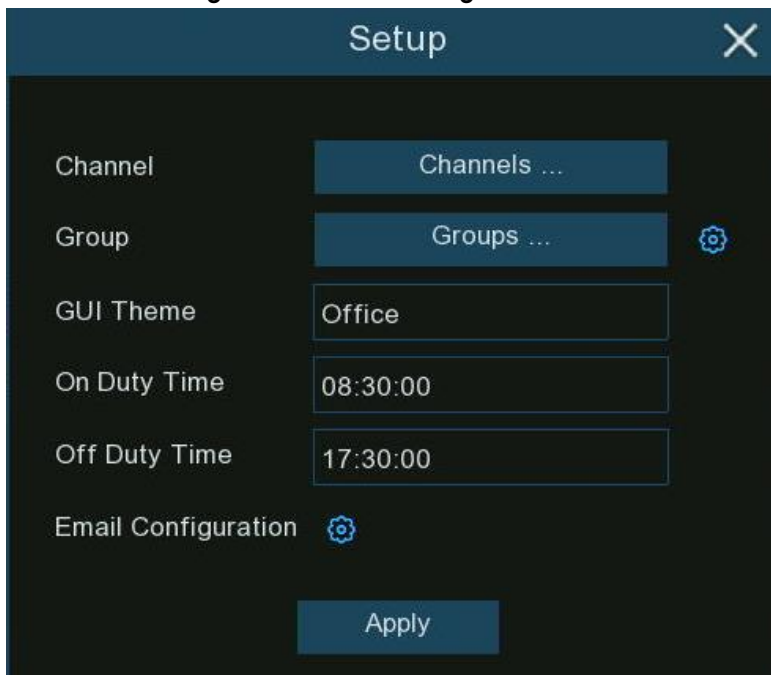 Setup
Channel Channels ...
Group Groups ...
GUI Theme Office
On Duty Time 08:30:00
Off Duty Time 17:30:00
Email Configuration
Apply